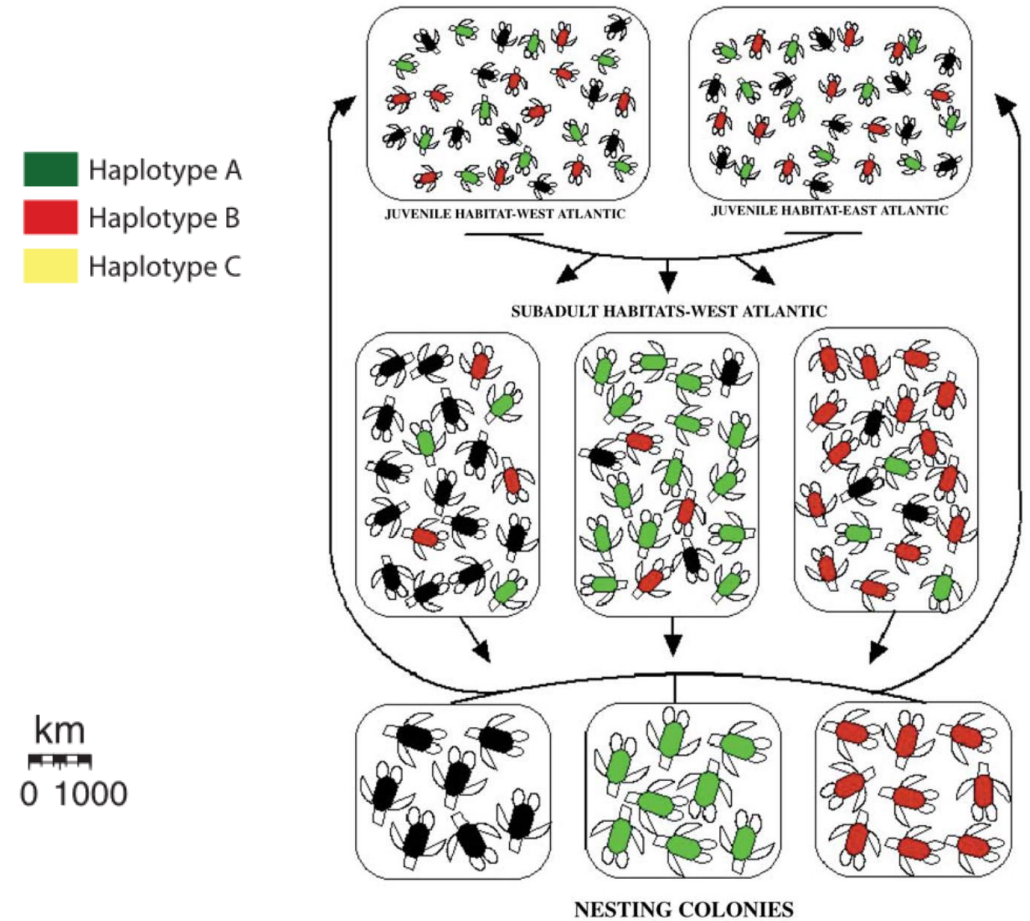 JUVENILE HABITAT-WEST ATLANTIC
JUVENILE HABITAT-EAST ATLANTIC
Haplotype A
Haplotype B
Haplotype C
SUBADULT HABITATS-WEST ATLANTIC
km
0 1000
NESTING COLONIES